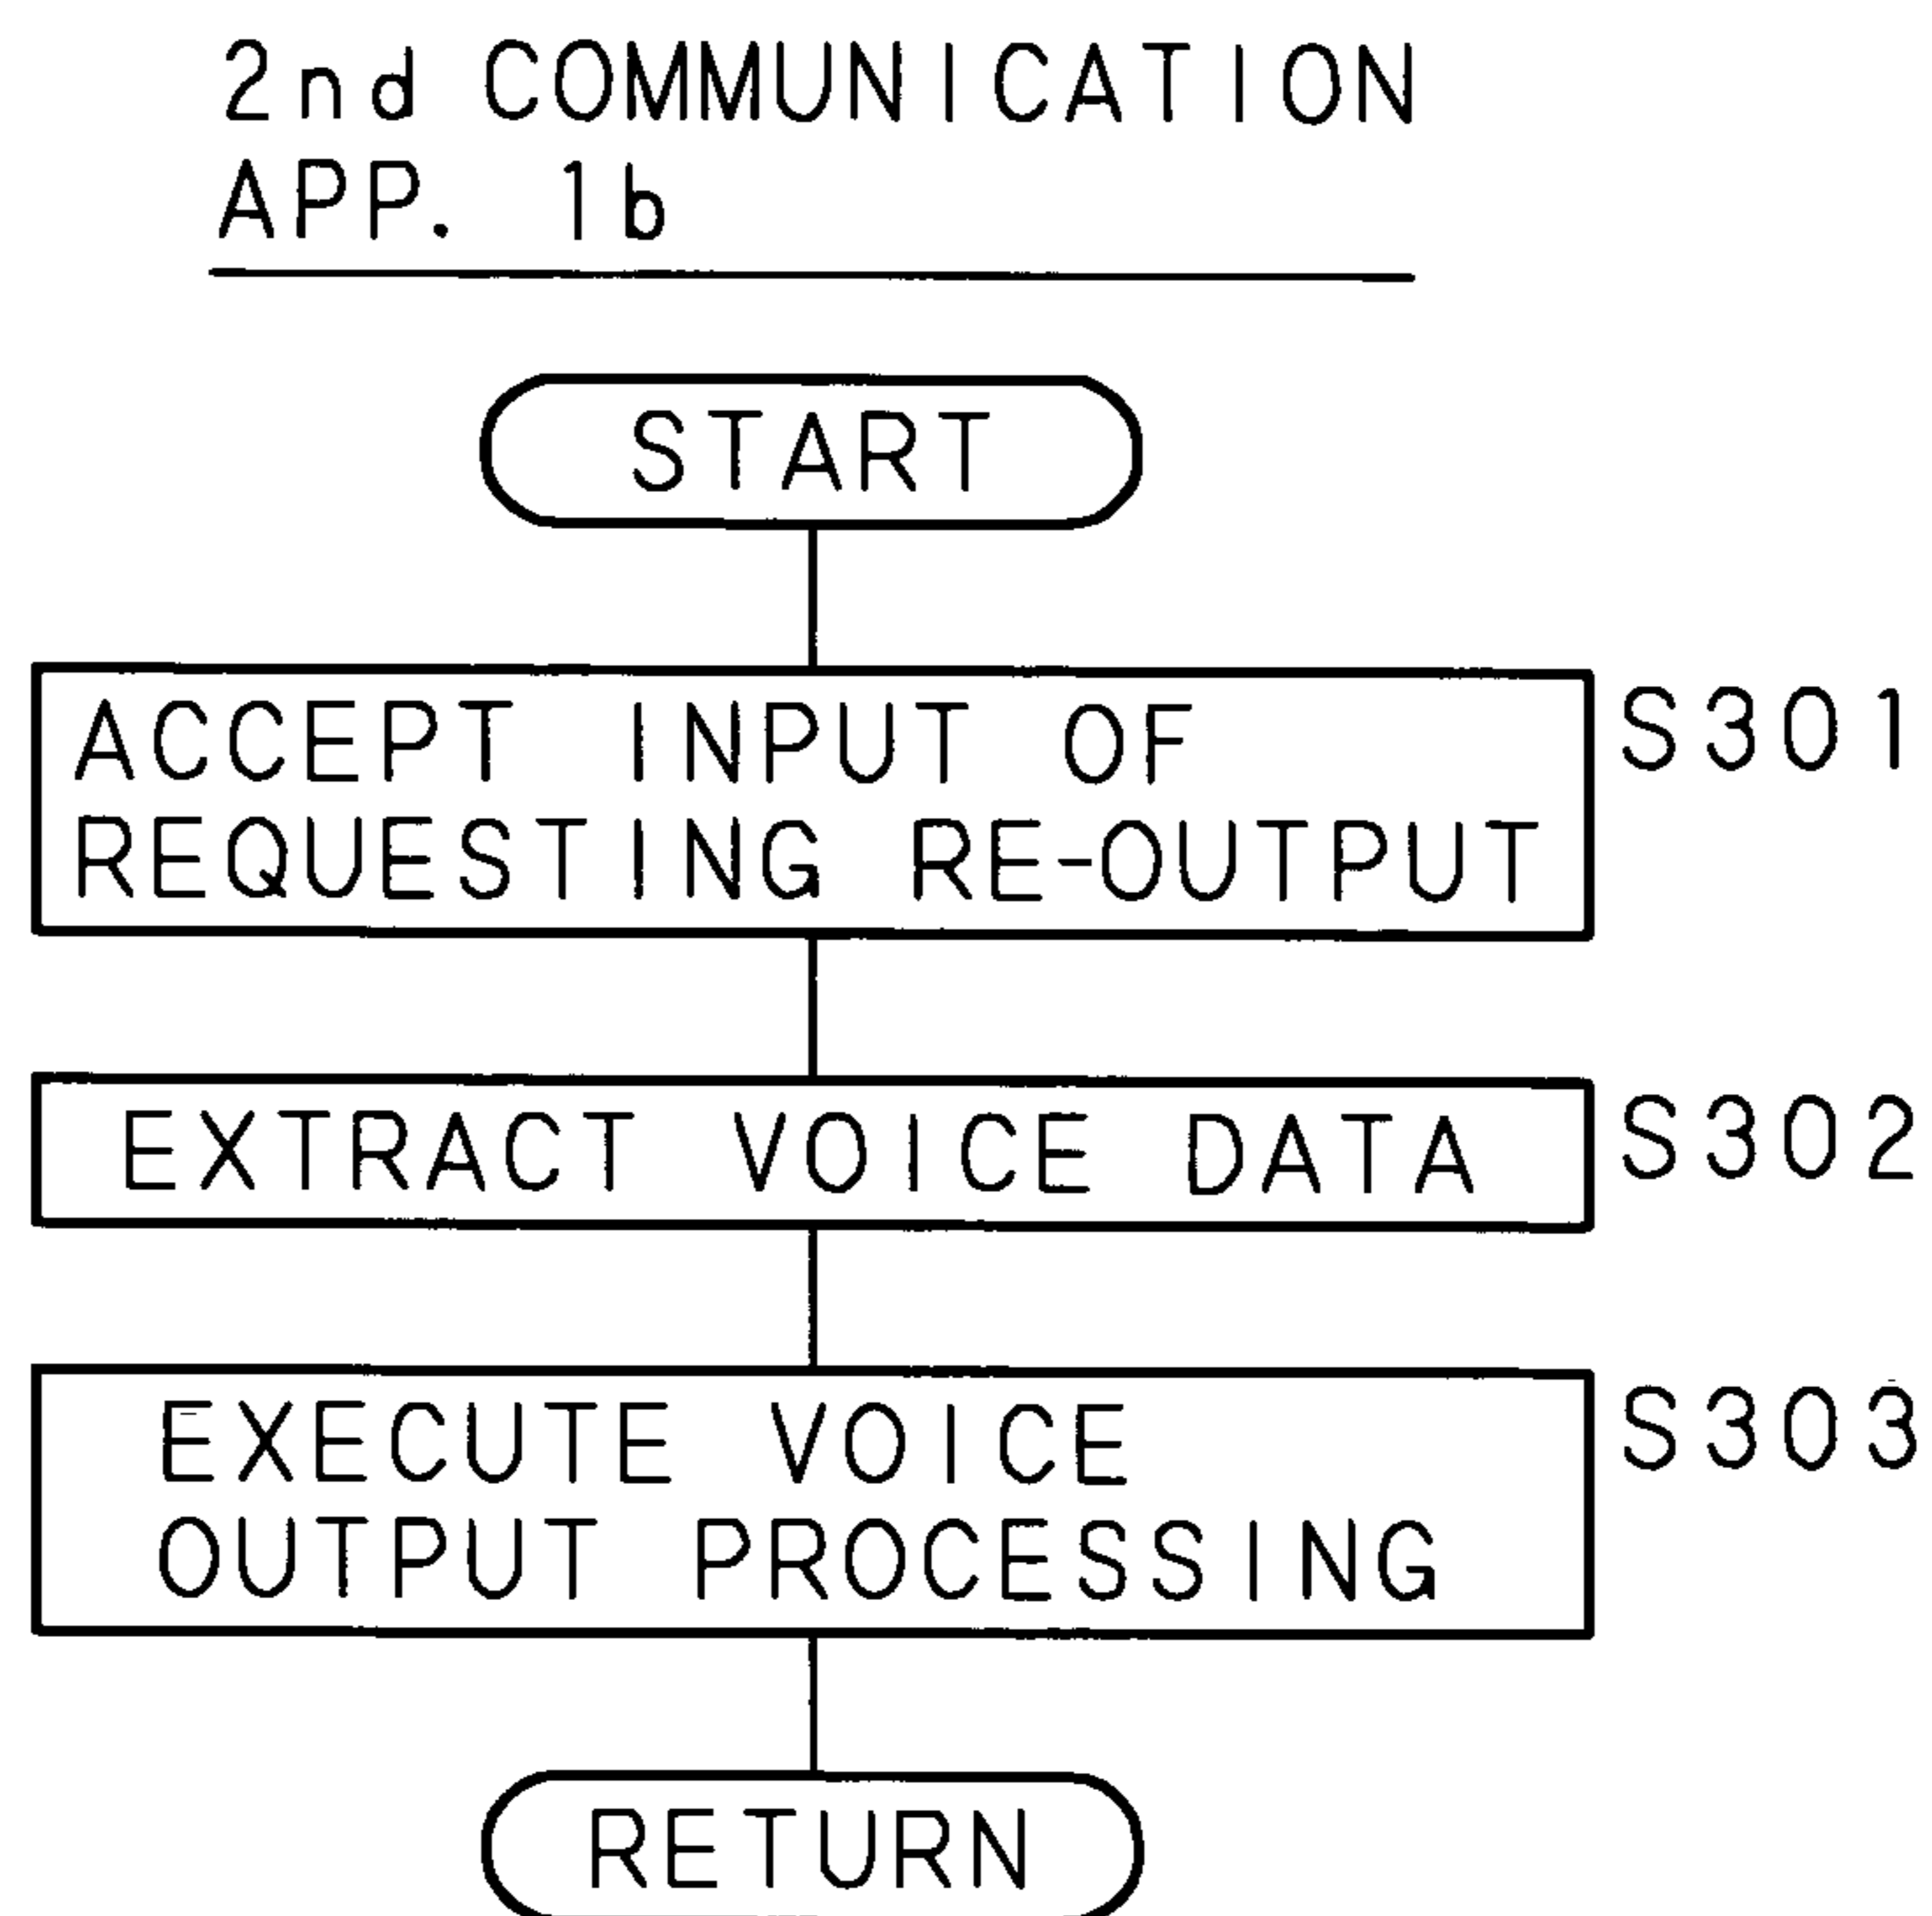 2nd COMMUNICATION
APP. 1b
START
ACCEPT INPUT OF
REQUESTING RE-OUTPUT
S301
EXTRACT VOICE DATA
S302
EXECUTE VOICE
OUTPUT PROCESSING
S303
RETURN